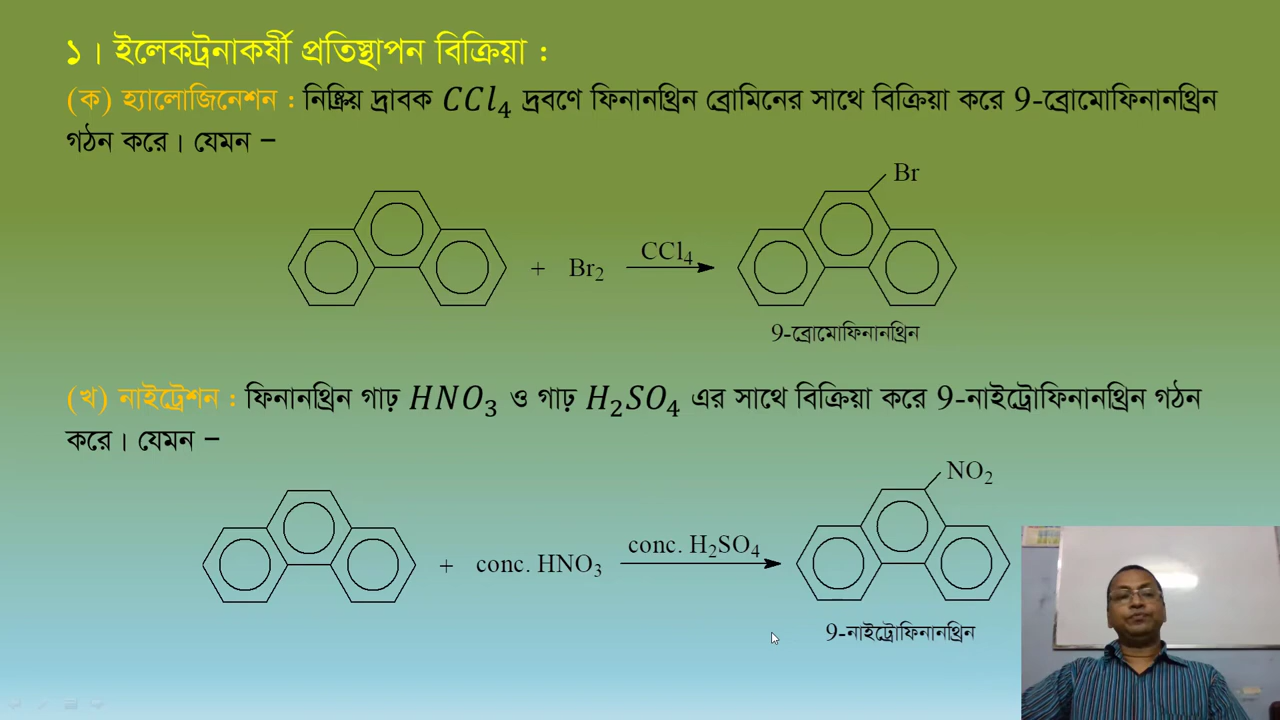 ১। ইলেকট্রনাকর্ষী প্রতিস্থাপন বিক্রিয়া :
(ক) হ্যালোজিনেশন : নিষ্ক্রিয় দ্রাবক CCl₄ দ্রবণে ফিনানথ্রিন ব্রোমিনের সাথে বিক্রিয়া করে 9-ব্রোমোফিনানথ্রিন
গঠন করে। যেমন –
Br
+ Br₂
CCl₄
9-ব্রোমোফিনানথ্রিন
(খ) নাইট্রেশন : ফিনানথ্রিন গাঢ় HNO₃ ও গাঢ় H₂SO₄ এর সাথে বিক্রিয়া করে 9-নাইট্রোফিনানথ্রিন গঠন
করে। যেমন –
NO₂
+ conc. HNO₃
conc. H₂SO₄
9-নাইট্রোফিনানথ্রিন